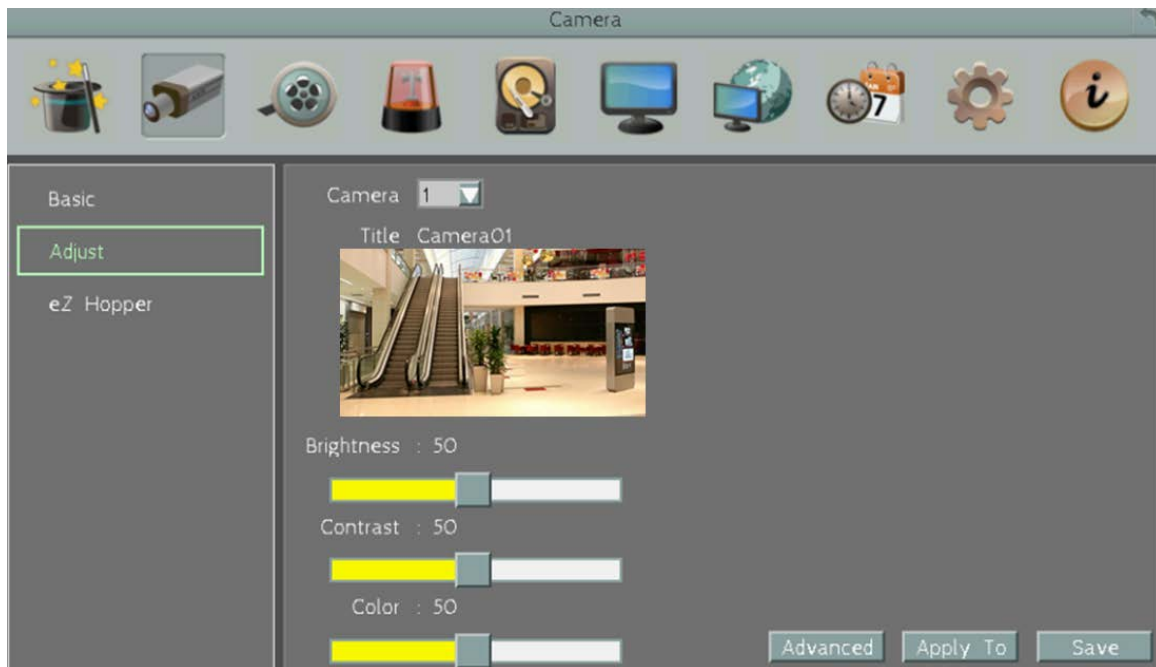 Camera
7
i
Basic
Adjust
eZ Hopper
Camera 1
Title Camera01
Brightness : 50
Contrast : 50
Color : 50
Advanced
Apply To
Save